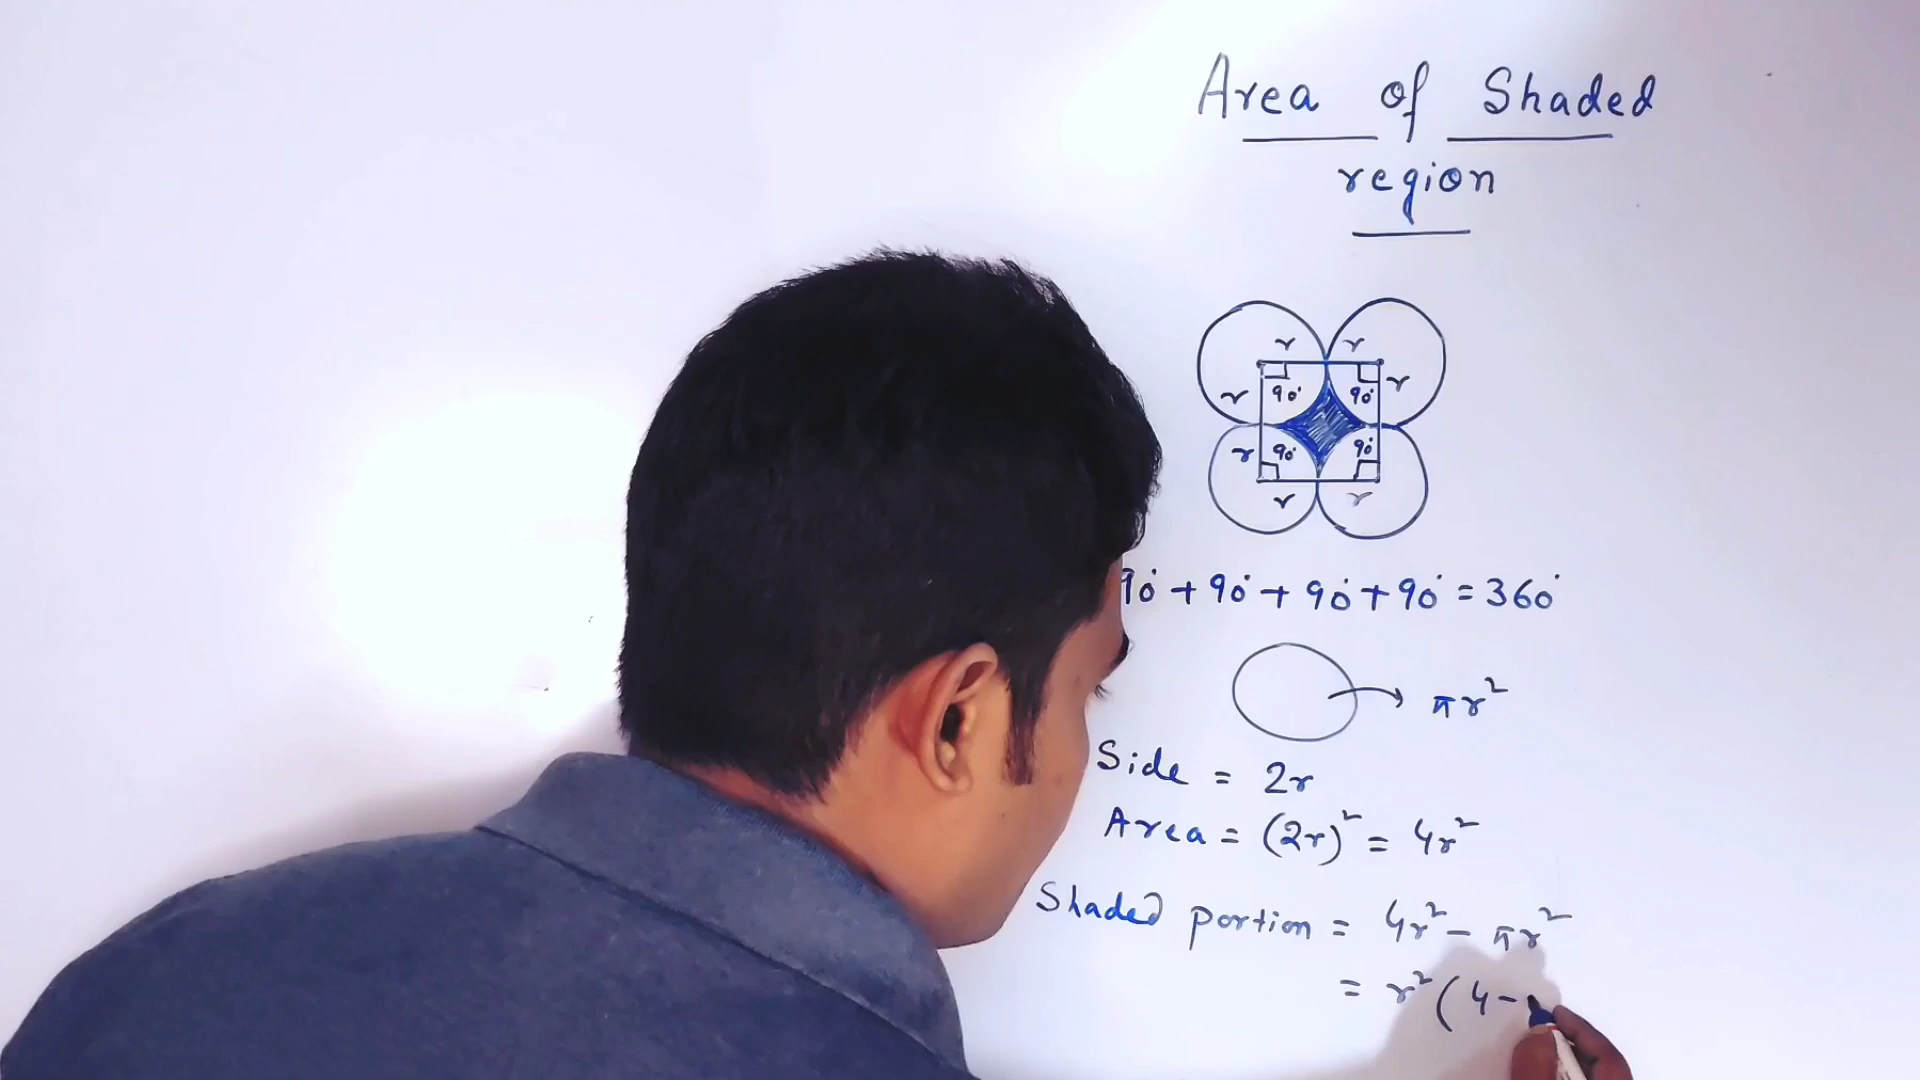 Area of Shaded
region
r r
r 90° 90° r
r 90° 90°
r r
90° + 90° + 90° + 90° = 360°
πr²
Side = 2r
Area = (2r)² = 4r²
Shaded portion = 4r² - πr²
= r² (4 -